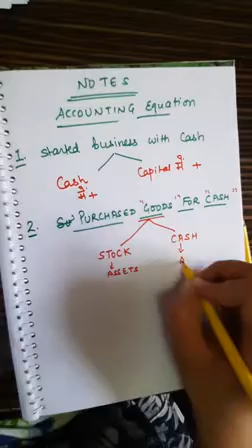 NOTES
ACCOUNTING Equation
1. Started business with Cash
Cash में + Capital में +
2. PURCHASED "GOODS" FOR "CASH"
STOCK CASH
ASSETS A